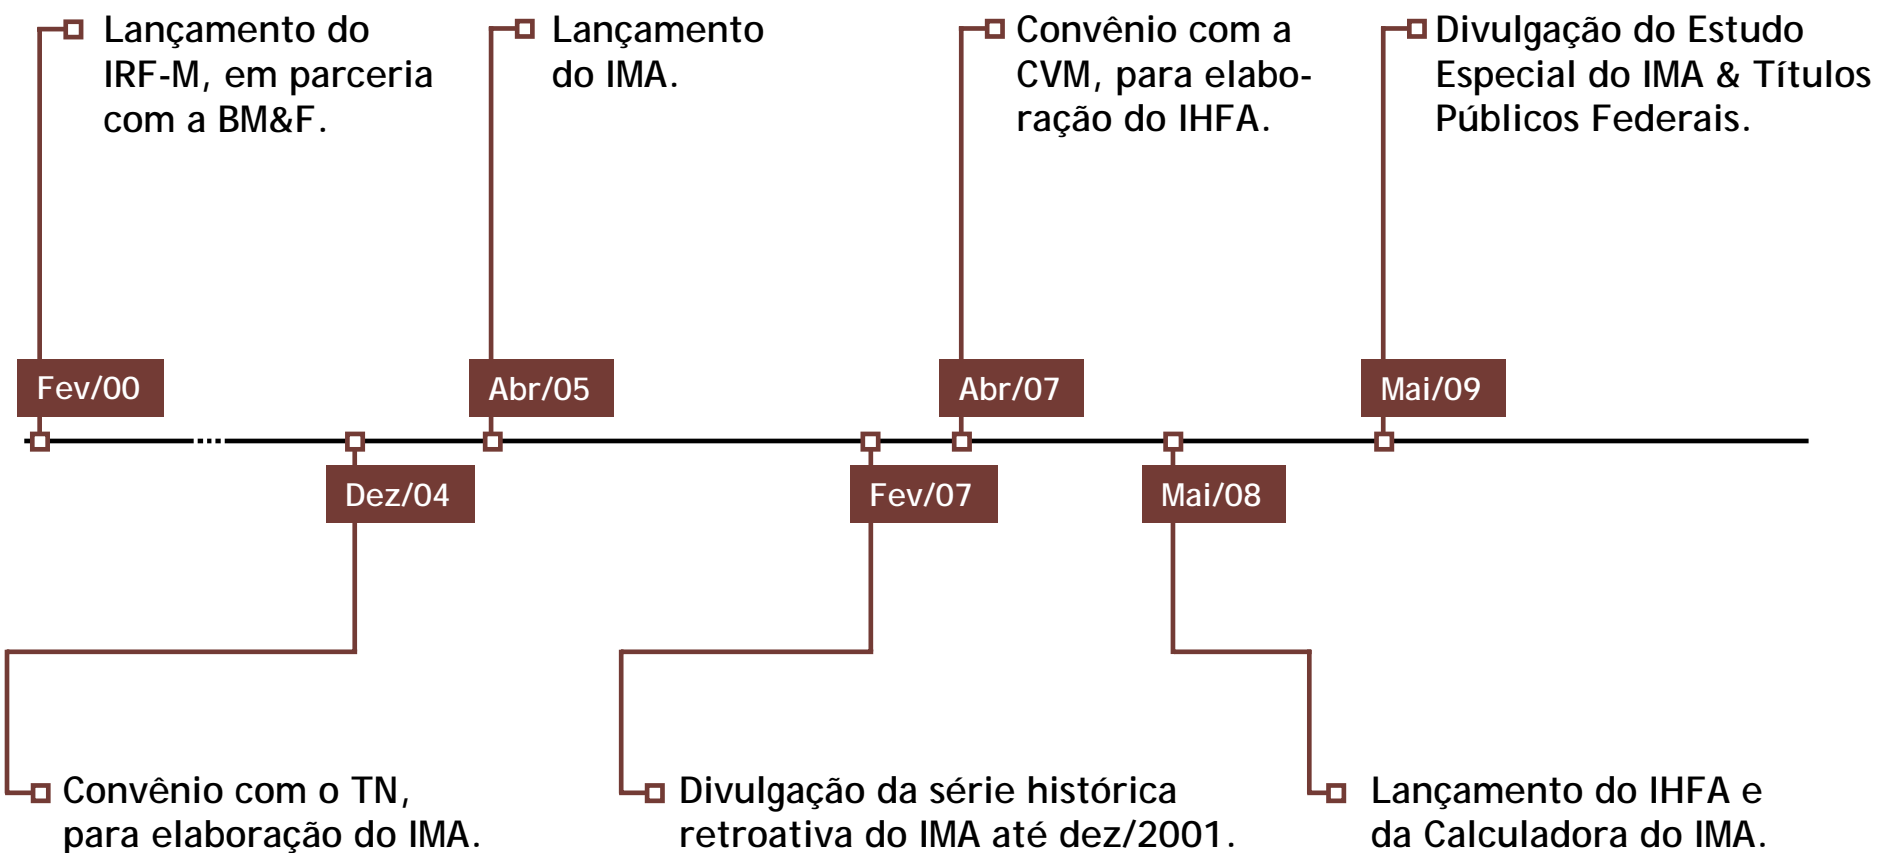 Lançamento do
IRF-M, em parceria
com a BM&F.
Lançamento
do IMA.
Convênio com a
CVM, para elabo-
ração do IHFA.
Divulgação do Estudo
Especial do IMA & Títulos
Públicos Federais.
Fev/00
Abr/05
Abr/07
Mai/09
Dez/04
Fev/07
Mai/08
Convênio com o TN,
para elaboração do IMA.
Divulgação da série histórica
retroativa do IMA até dez/2001.
Lançamento do IHFA e
da Calculadora do IMA.